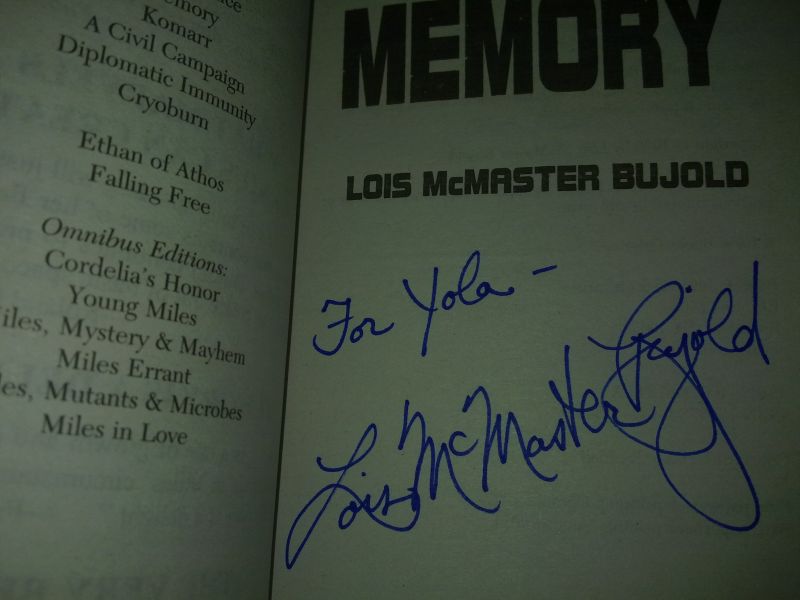 Komarr
A Civil Campaign
Diplomatic Immunity
Cryoburn
Ethan of Athos
Falling Free
Omnibus Editions:
Cordelia's Honor
Young Miles
Mystery & Mayhem
Miles Errant
Mutants & Microbes
Miles in Love
MEMORY
LOIS McMASTER BUJOLD
For Yola –
Lois McMaster Bujold